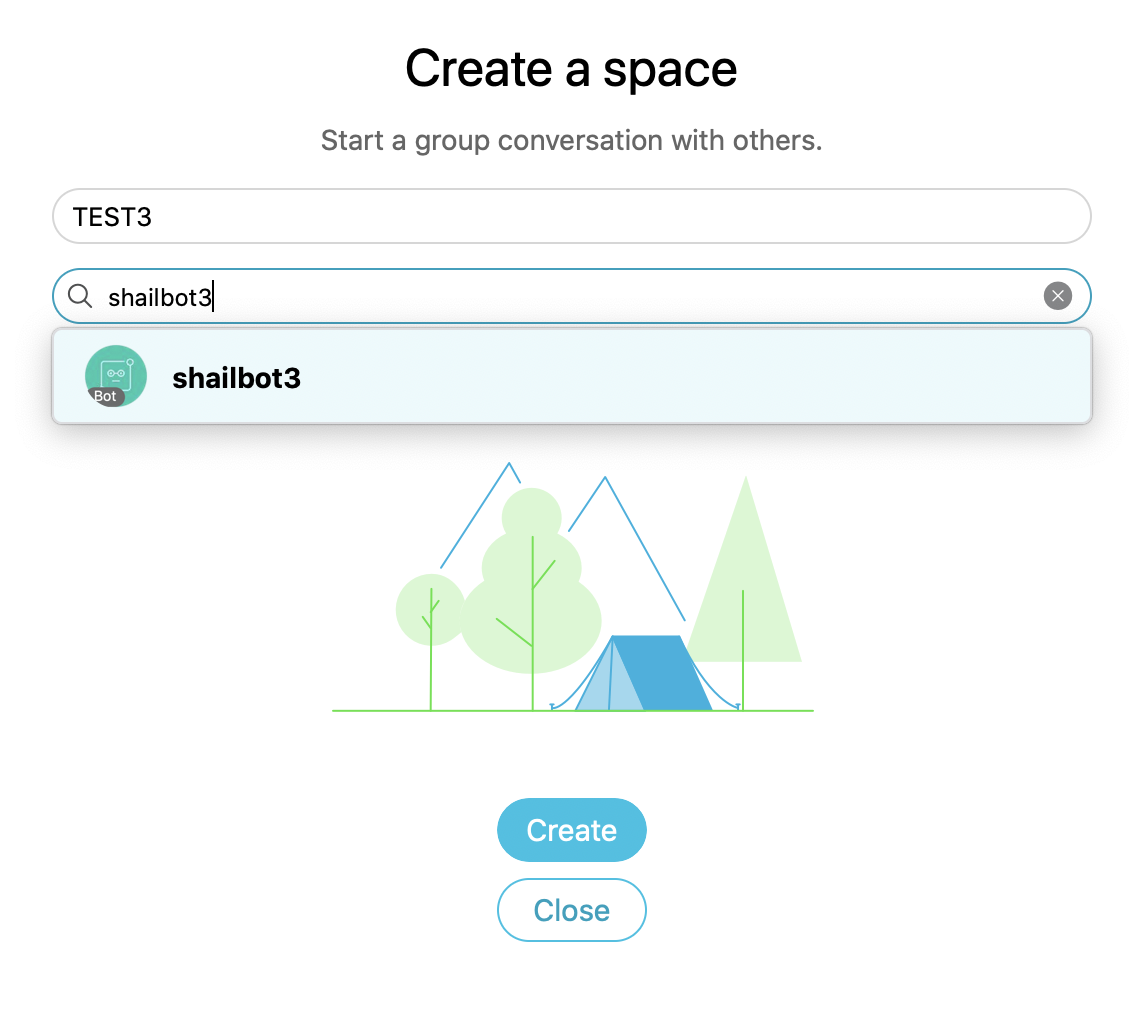 Create a space
Start a group conversation with others.
TEST3
shailbot3
shailbot3
Bot
Create
Close